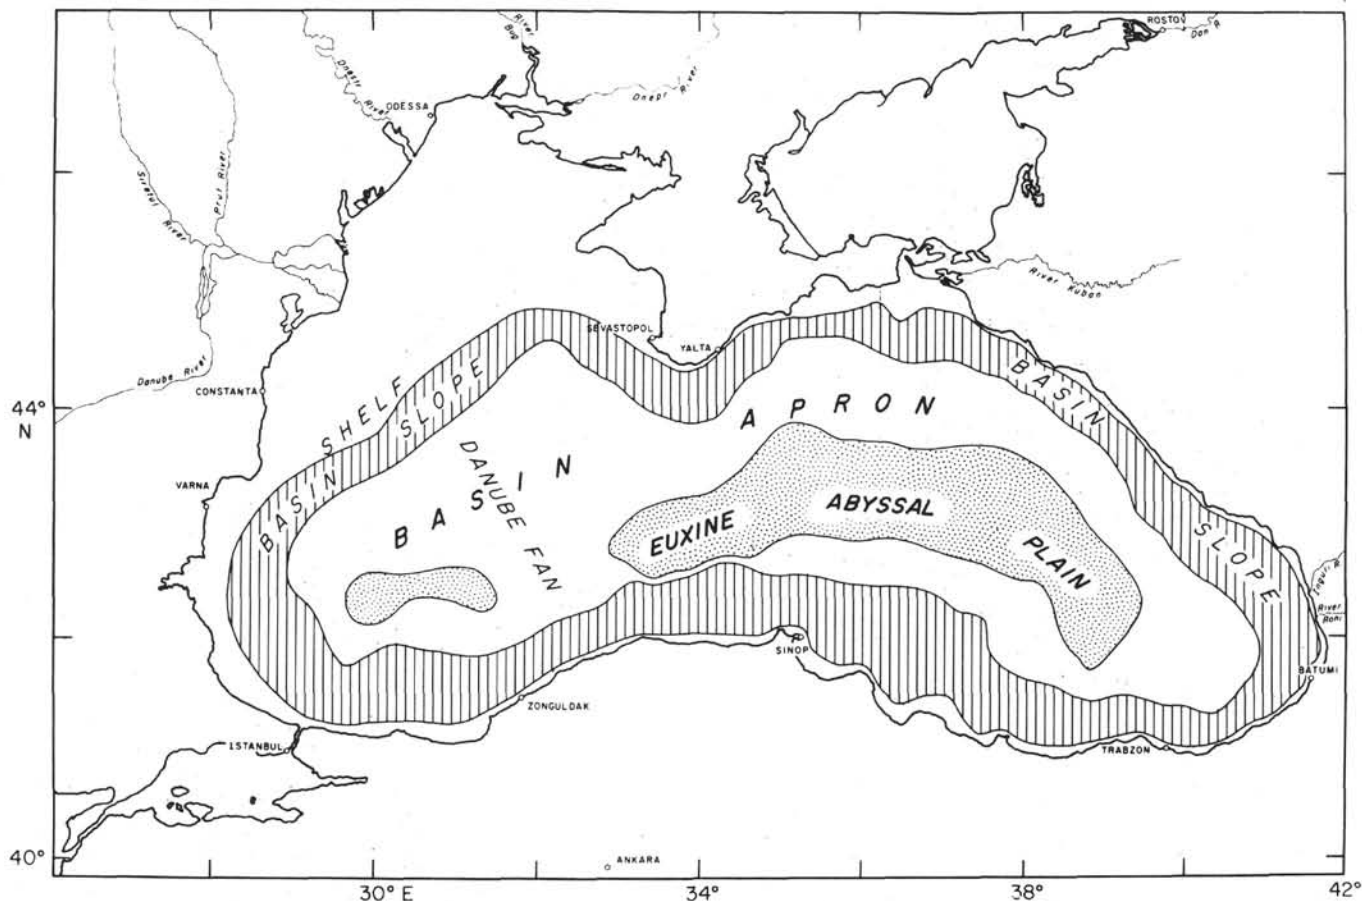 ROSTOV
Don R.
River
Bug
Dnestr
River
ODESSA
Dnepr River
Prut River
Siretul River
River Kuban
SEVASTOPOL
YALTA
Danube River
CONSTANTA
44°
N
SHELF
BASIN SLOPE
BASIN APRON
BASIN SLOPE
DANUBE FAN
VARNA
EUXINE ABYSSAL PLAIN
Inguri R.
River
Rioni
SINOP
BATUMI
ZONGULDAK
ISTANBUL
TRABZON
40°
ANKARA
30° E
34°
38°
42°